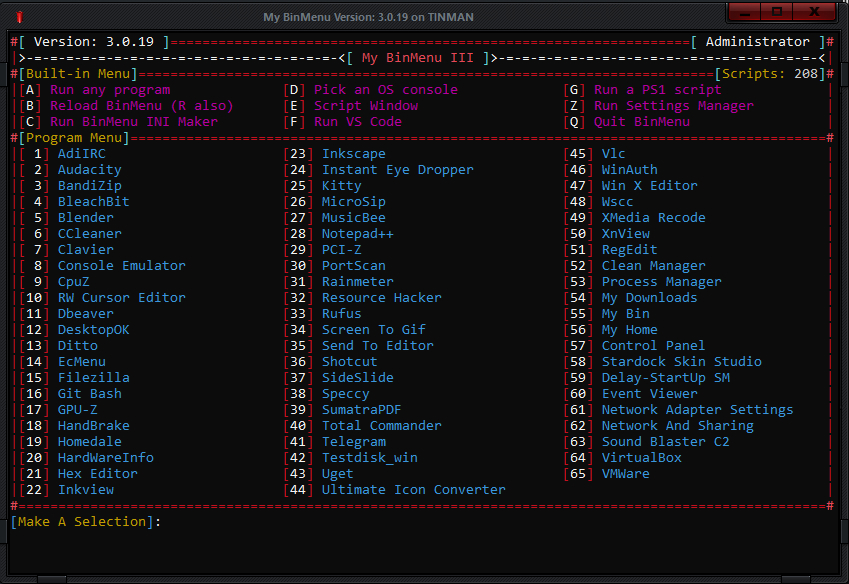 My BinMenu Version: 3.0.19 on TINMAN
#[ Version: 3.0.19 ]=================================================================[ Administrator ]#
|>---------------------------------------<[ My BinMenu III ]>-----------------------------------------<|
#[Built-in Menu]========================================================================[Scripts: 208]#
|[A] Run any program [D] Pick an OS console [G] Run a PS1 script |
|[B] Reload BinMenu (R also) [E] Script Window [Z] Run Settings Manager |
|[C] Run BinMenu INI Maker [F] Run VS Code [Q] Quit BinMenu |
#[Program Menu]=======================================================================================#
|[ 1] AdiIRC [23] Inkscape [45] Vlc |
|[ 2] Audacity [24] Instant Eye Dropper [46] WinAuth |
|[ 3] BandiZip [25] Kitty [47] Win X Editor |
|[ 4] BleachBit [26] MicroSip [48] Wscc |
|[ 5] Blender [27] MusicBee [49] XMedia Recode |
|[ 6] CCleaner [28] Notepad++ [50] XnView |
|[ 7] Clavier [29] PCI-Z [51] RegEdit |
|[ 8] Console Emulator [30] PortScan [52] Clean Manager |
|[ 9] CpuZ [31] Rainmeter [53] Process Manager |
|[10] RW Cursor Editor [32] Resource Hacker [54] My Downloads |
|[11] Dbeaver [33] Rufus [55] My Bin |
|[12] DesktopOK [34] Screen To Gif [56] My Home |
|[13] Ditto [35] Send To Editor [57] Control Panel |
|[14] EcMenu [36] Shotcut [58] Stardock Skin Studio |
|[15] Filezilla [37] SideSlide [59] Delay-StartUp SM |
|[16] Git Bash [38] Speccy [60] Event Viewer |
|[17] GPU-Z [39] SumatraPDF [61] Network Adapter Settings |
|[18] HandBrake [40] Total Commander [62] Network And Sharing |
|[19] Homedale [41] Telegram [63] Sound Blaster C2 |
|[20] HardWareInfo [42] Testdisk_win [64] VirtualBox |
|[21] Hex Editor [43] Uget [65] VMWare |
|[22] Inkview [44] Ultimate Icon Converter |
#=====================================================================================================#
[Make A Selection]: